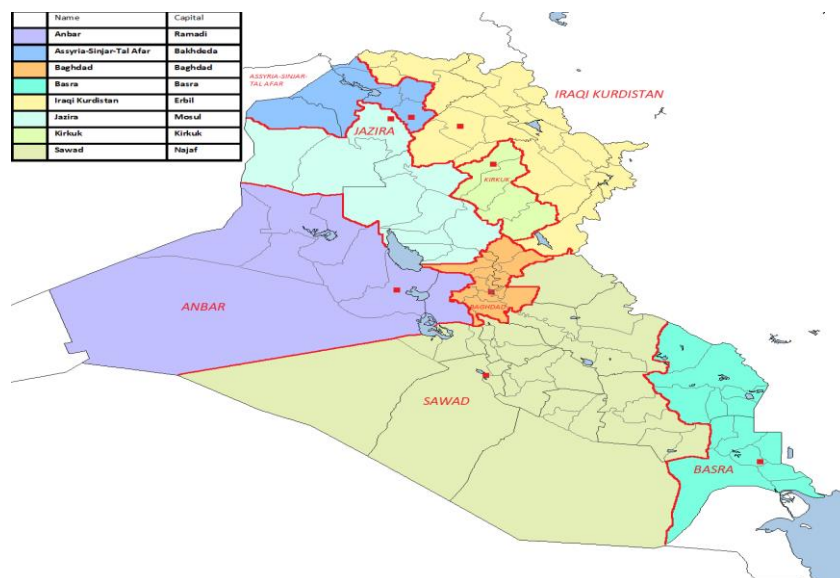 Name Capital
Anbar Ramadi
Assyria-Sinjar-Tal Afar Bakhdeda
Baghdad Baghdad
Basra Basra
Iraqi Kurdistan Erbil
Jazira Mosul
Kirkuk Kirkuk
Sawad Najaf
ASSYRIA-SINJAR-
TAL AFAR
IRAQI KURDISTAN
JAZIRA
KIRKUK
ANBAR
BAGHDAD
SAWAD
BASRA